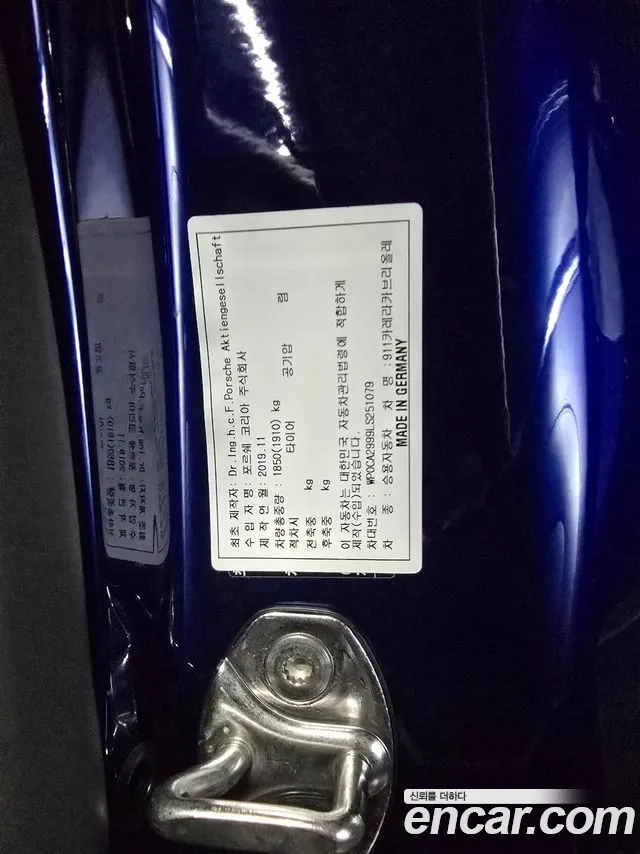 최초 제작자: Dr.Ing.h.c.F.Porsche Aktiengesellschaft
수 입 자 명: 포르쉐 코리아 주식회사
제 작 연 월: 2019.11
차량총중량 : 1850(1910) kg
적차시 타이어 공기압 림
전축중 kg
후축중 kg
이 자동차는 대한민국 자동차관리법령에 적합하게
제작(수입)되었습니다.
차대번호 : WP0CA2999LS251079
차 종 : 승용자동차 차 명 :911카레라카브리올레
MADE IN GERMANY
신뢰를 더하다
encar.com